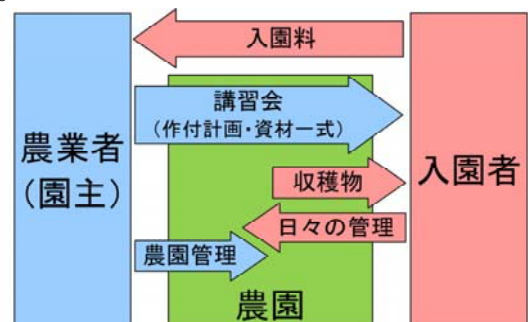 入園料
講習会
(作付計画・資材一式)
農業者
(園主)
入園者
収穫物
日々の管理
農園管理
農園